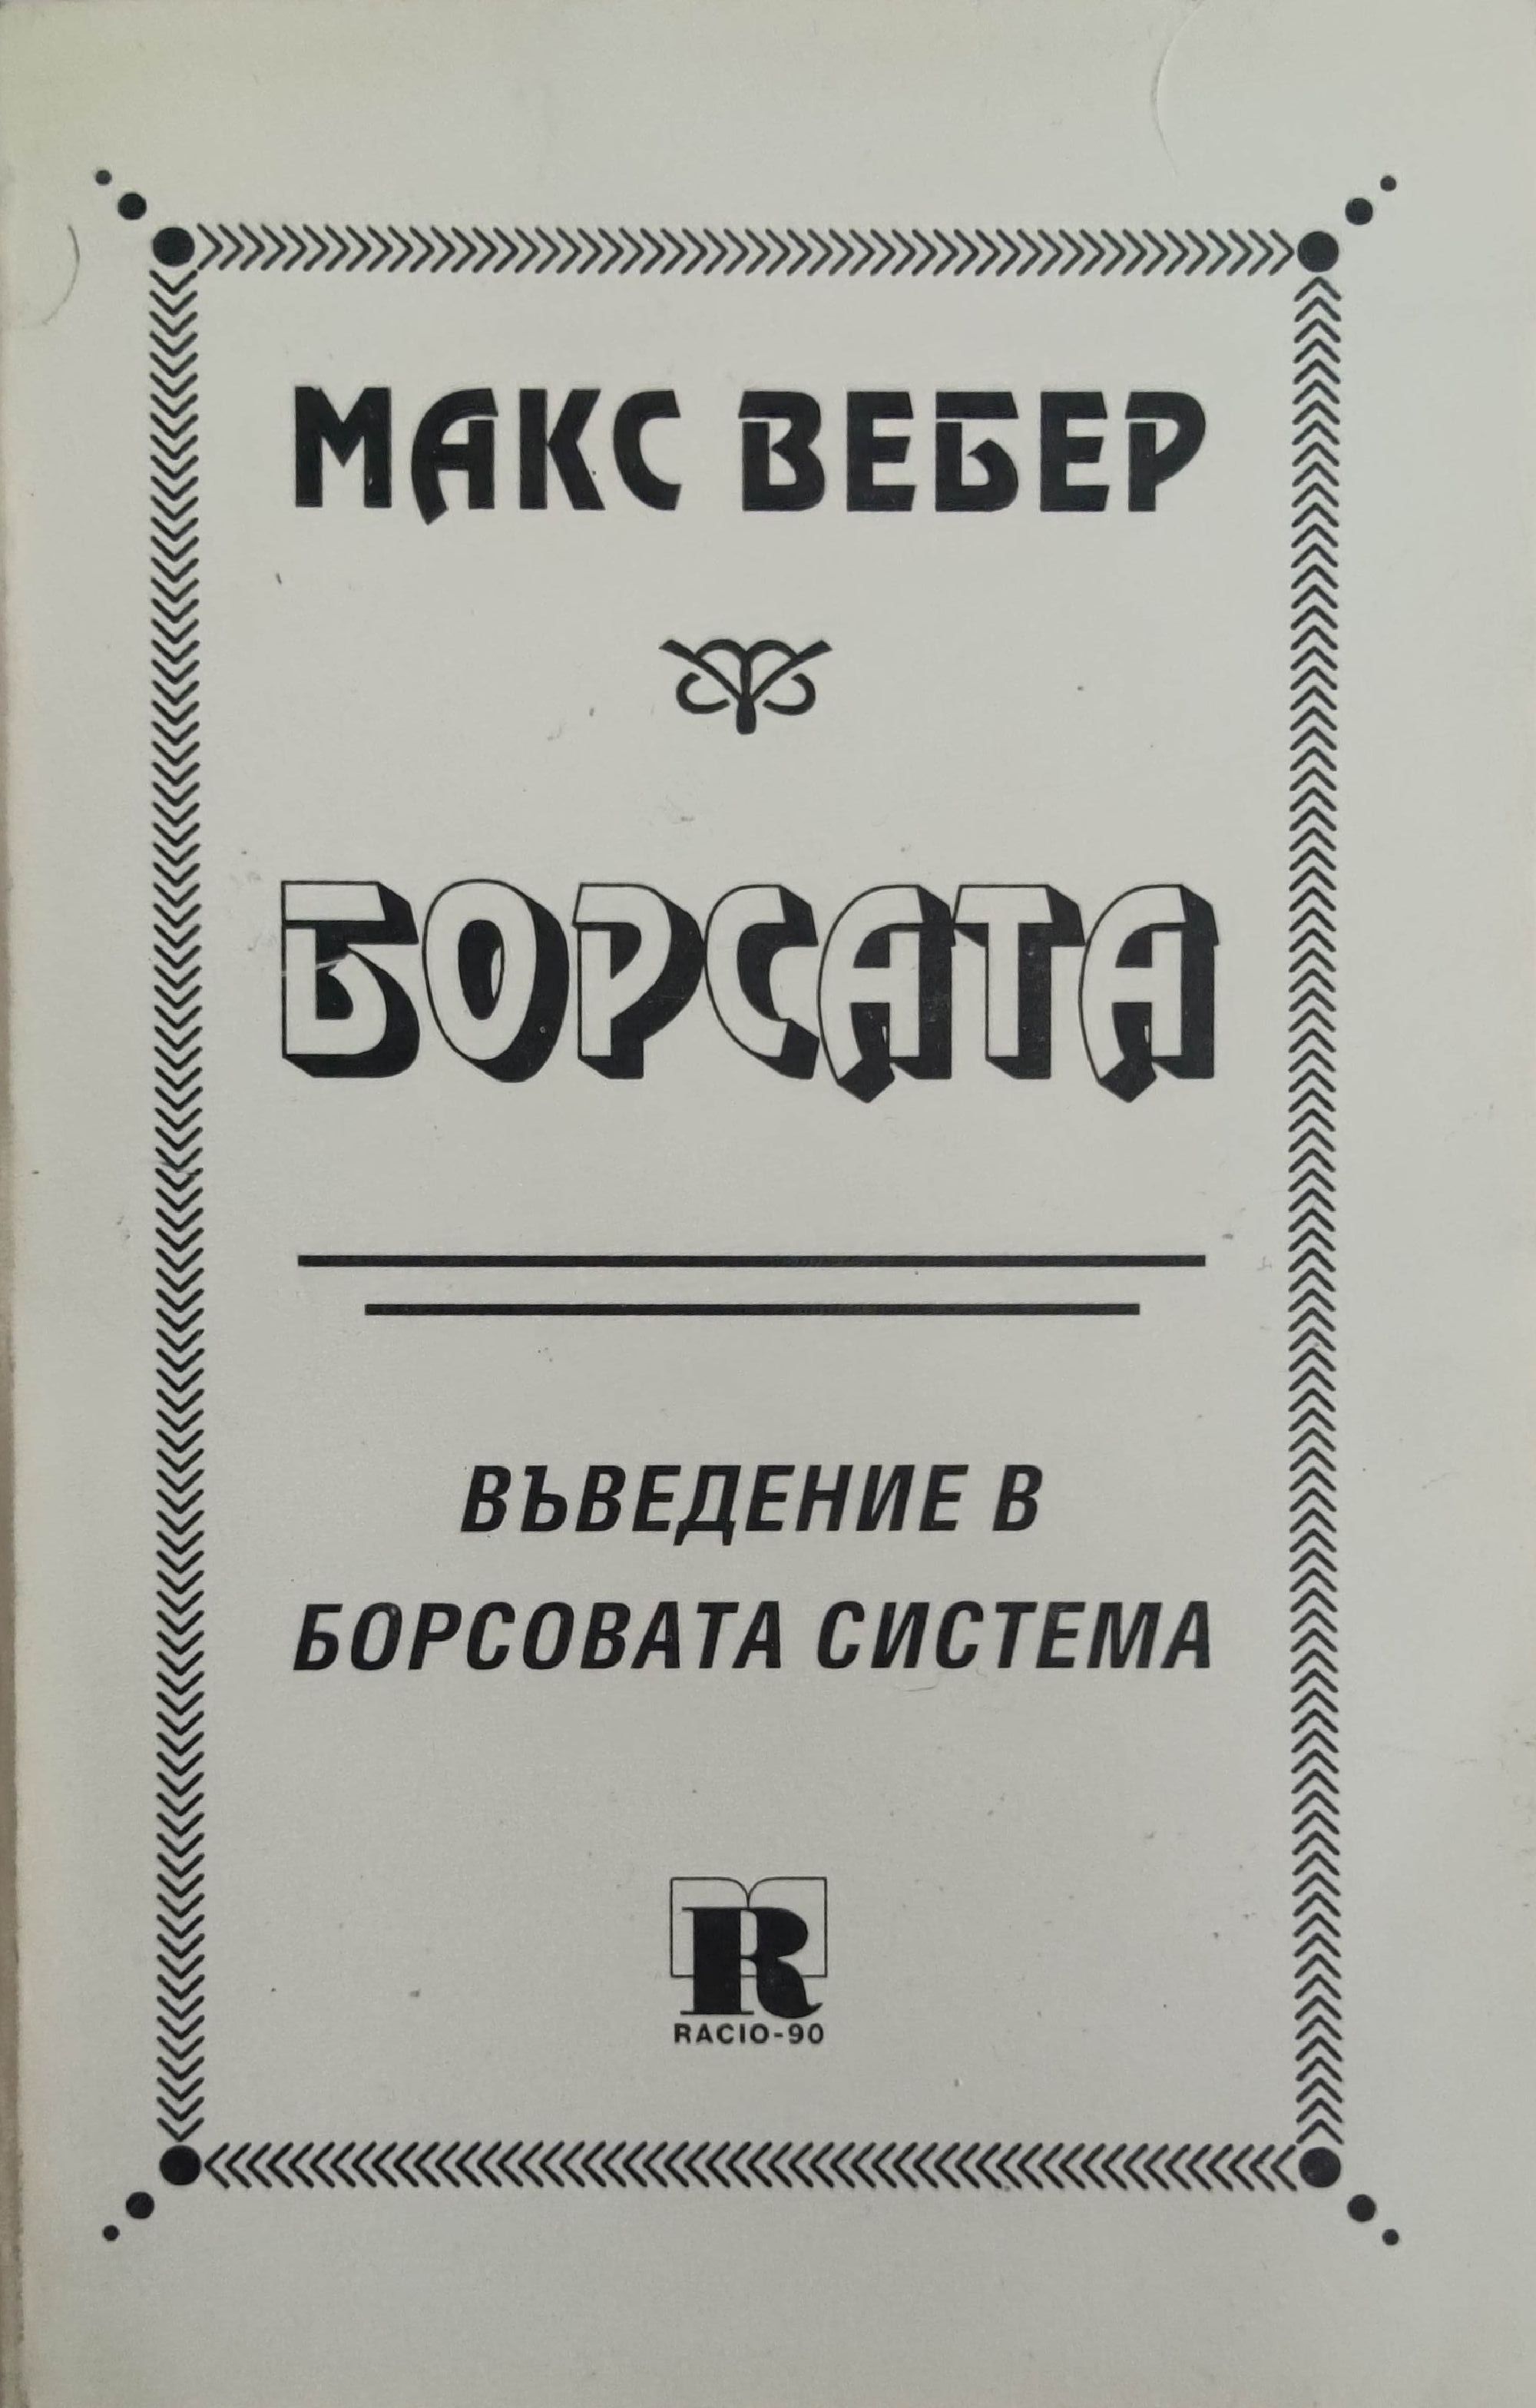 МАКС ВЕБЕР
БОРСАТА
ВЪВЕДЕНИЕ В
БОРСОВАТА СИСТЕМА
R
RACIO-90